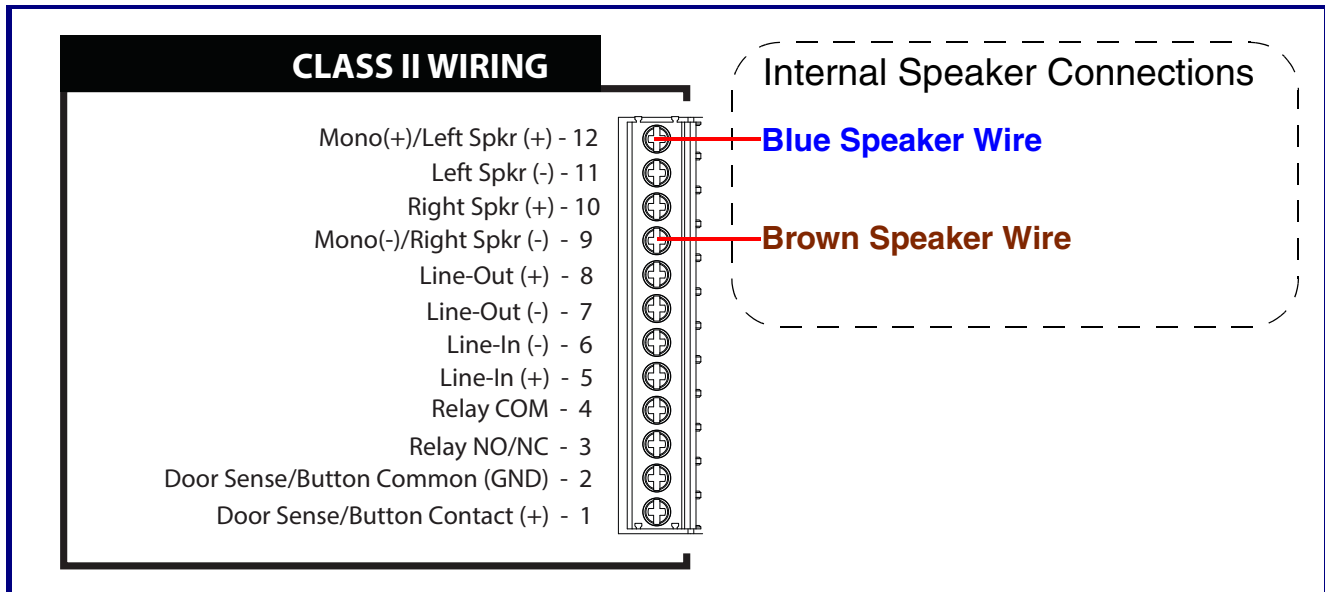 CLASS II WIRING
Internal Speaker Connections
Mono(+)/Left Spkr (+) - 12
Blue Speaker Wire
Left Spkr (-) - 11
Right Spkr (+) - 10
Mono(-)/Right Spkr (-) - 9
Brown Speaker Wire
Line-Out (+) - 8
Line-Out (-) - 7
Line-In (-) - 6
Line-In (+) - 5
Relay COM - 4
Relay NO/NC - 3
Door Sense/Button Common (GND) - 2
Door Sense/Button Contact (+) - 1